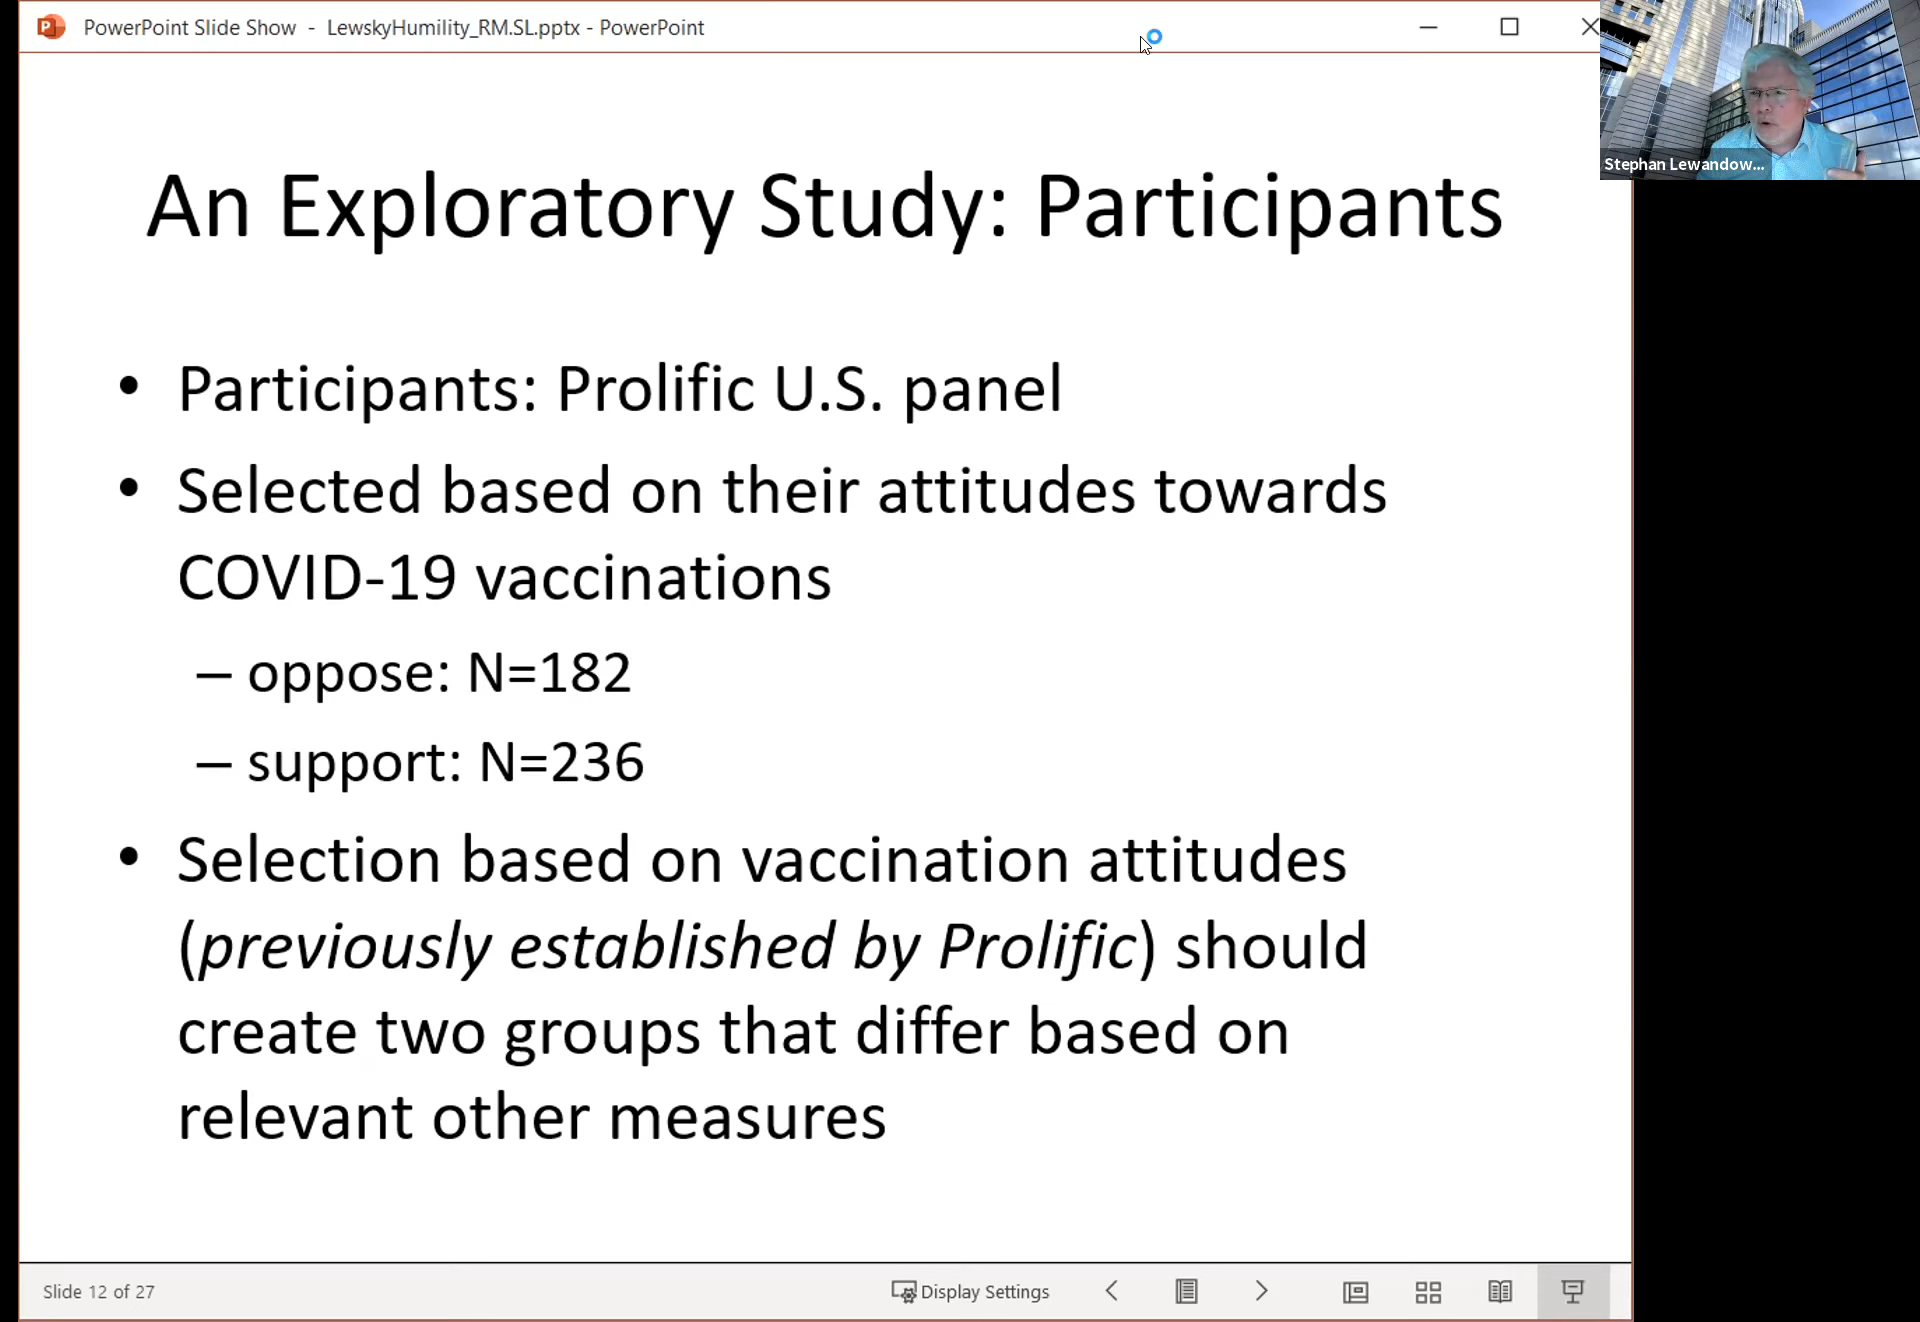 PowerPoint Slide Show - LewskyHumility_RM.SL.pptx - PowerPoint
Stephan Lewandow...
An Exploratory Study: Participants
• Participants: Prolific U.S. panel
• Selected based on their attitudes towards
COVID-19 vaccinations
– oppose: N=182
– support: N=236
• Selection based on vaccination attitudes
(previously established by Prolific) should
create two groups that differ based on
relevant other measures
Slide 12 of 27
Display Settings